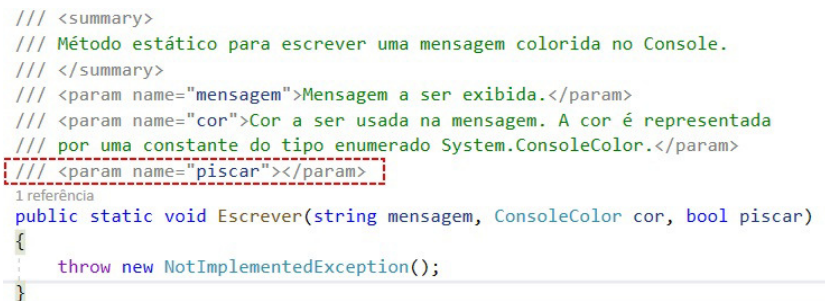 /// <summary>
/// Método estático para escrever uma mensagem colorida no Console.
/// </summary>
/// <param name="mensagem">Mensagem a ser exibida.</param>
/// <param name="cor">Cor a ser usada na mensagem. A cor é representada
/// por uma constante do tipo enumerado System.ConsoleColor.</param>
/// <param name="piscar"></param>
1 referência
public static void Escrever(string mensagem, ConsoleColor cor, bool piscar)
{
    throw new NotImplementedException();
}